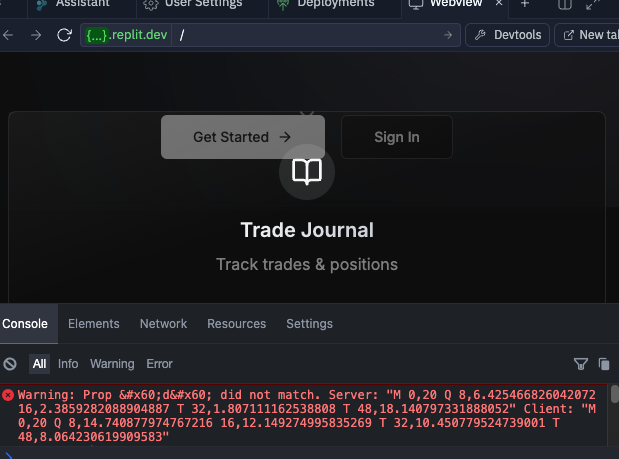 Assistant User Settings Deployments Webview × +
{...}.replit.dev / Devtools New tab
Get Started → Sign In
Trade Journal
Track trades & positions
Console Elements Network Resources Settings
All Info Warning Error
Warning: Prop &#x60;d&#x60; did not match. Server: "M 0,20 Q 8,6.425466826042072
16,2.3859282088904887 T 32,1.807111162538808 T 48,18.140797331888052" Client: "M
0,20 Q 8,14.740877974767216 16,12.149274995835269 T 32,10.450779524739001 T
48,8.064230619909583"